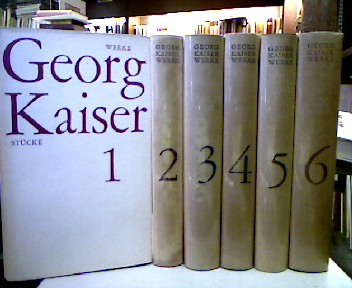 WERKE
Georg
Kaiser
STÜCKE
1
GEORG
KAISER
WERKE
2
GEORG
KAISER
WERKE
3
GEORG
KAISER
WERKE
4
GEORG
KAISER
WERKE
5
GEORG
KAISER
WERKE
6